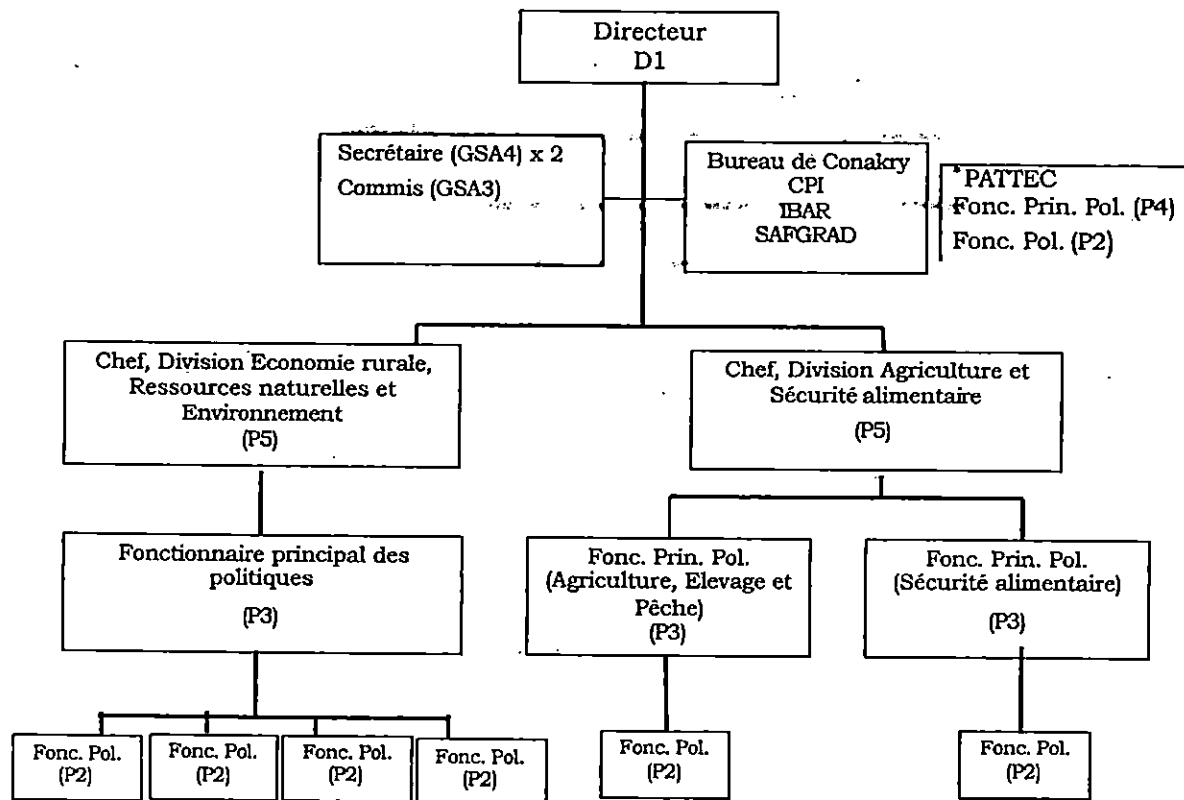 Directeur
D1
Secrétaire (GSA4) x 2
Commis (GSA3)
Bureau de Conakry
CPI
IBAR
SAFGRAD
PATTEC
Fonc. Prin. Pol. (P4)
Fonc. Pol. (P2)
Chef, Division Economie rurale,
Ressources naturelles et
Environnement
(P5)
Chef, Division Agriculture et
Sécurité alimentaire
(P5)
Fonctionnaire principal des
politiques
(P3)
Fonc. Prin. Pol.
(Agriculture, Elevage et
Pêche)
(P3)
Fonc. Prin. Pol.
(Sécurité alimentaire)
(P3)
Fonc. Pol.
(P2)
Fonc. Pol.
(P2)
Fonc. Pol.
(P2)
Fonc. Pol.
(P2)
Fonc. Pol.
(P2)
Fonc. Pol.
(P2)